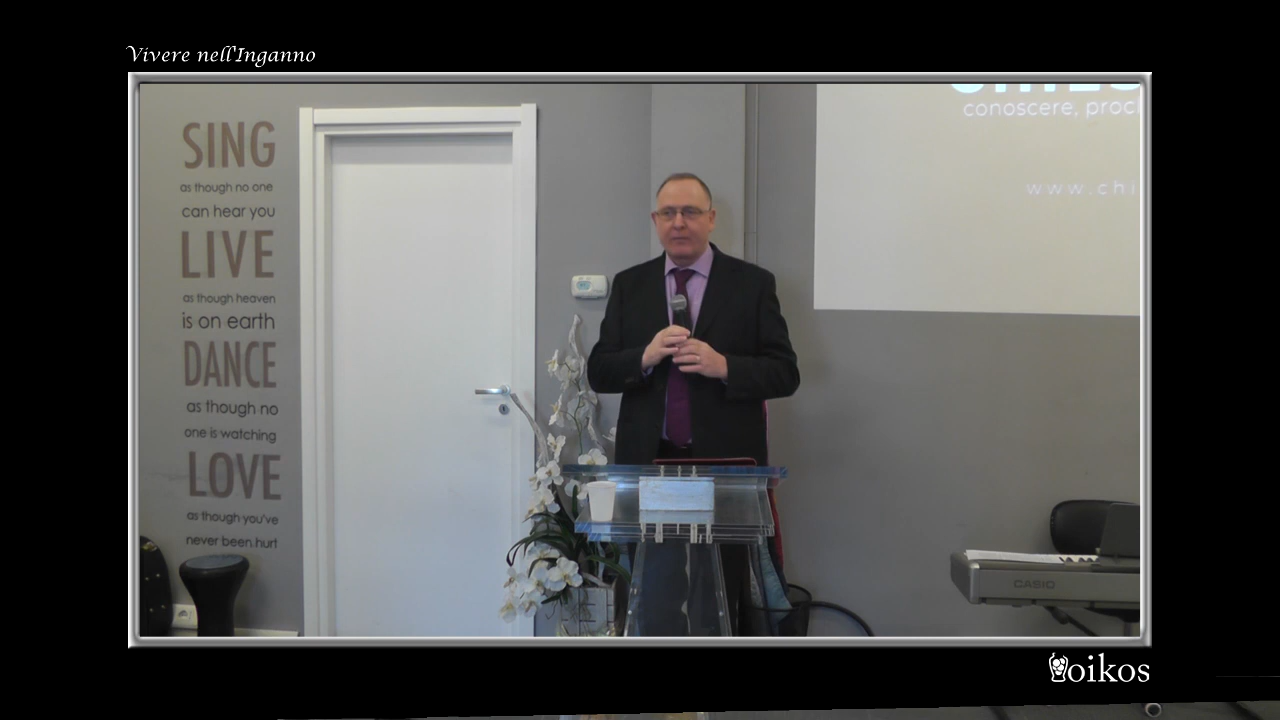 Vivere nell'Inganno
SING
as though no one
can hear you
LIVE
as though heaven
is on earth
DANCE
as though no
one is watching
LOVE
as though you've
never been hurt
conoscere, procl
www.chi
CASIO
oikos